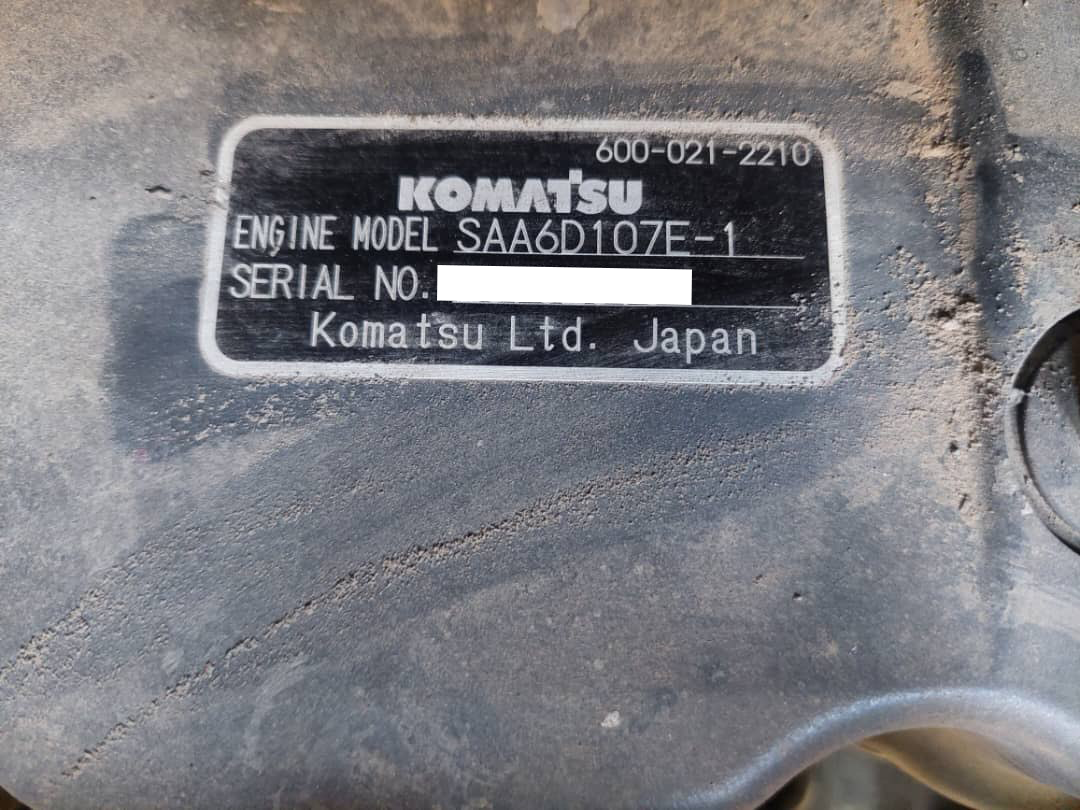 600-021-2210
KOMATSU
ENGINE MODEL SAA6D107E-1
SERIAL NO.
Komatsu Ltd. Japan